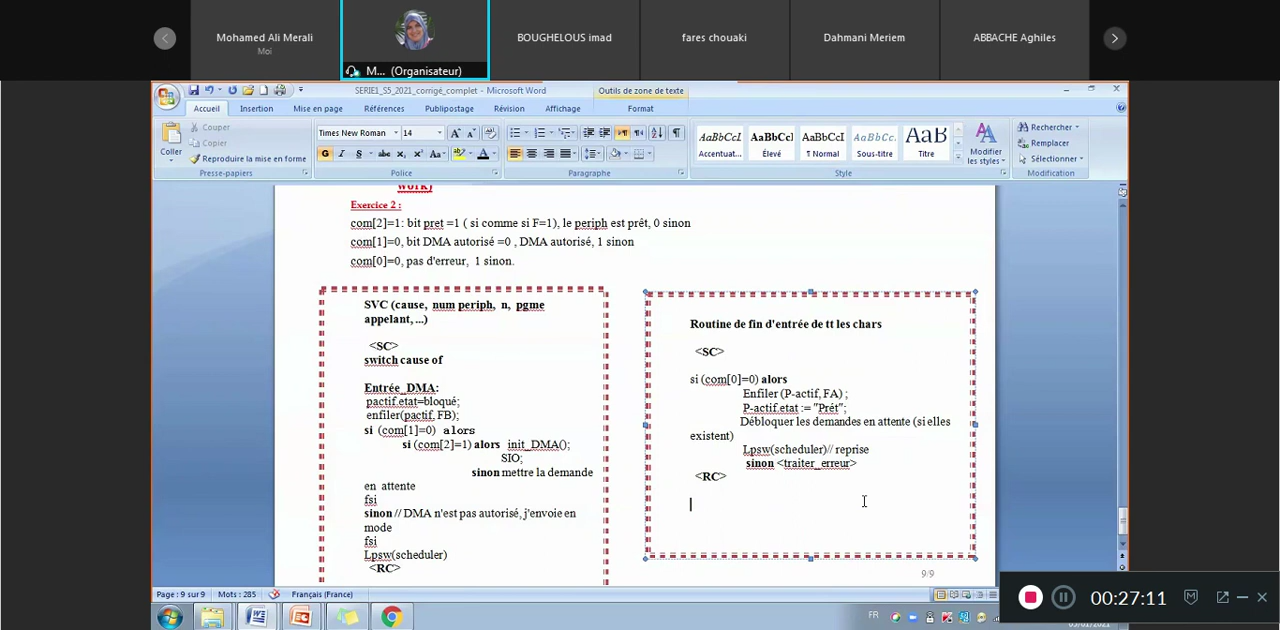 Mohamed Ali Merali
Moi
M... (Organisateur)
BOUGHELOUS imad
fares chouaki
Dahmani Meriem
ABBACHE Aghiles
SERIE1_S5_2021_corrigé_complet - Microsoft Word
Outils de zone de texte
Accueil Insertion Mise en page Références Publipostage Révision Affichage Format
Coller
Couper
Copier
Reproduire la mise en forme
Presse-papiers
Times New Roman 14
Police
Paragraphe
AaBbCcI AaBbCcI AaBbCcI AaBbCc. AaB
Accentuat... Élevé ¶ Normal Sous-titre Titre
Modifier
les styles
Style
Rechercher
Remplacer
Sélectionner
Modification
work)
Exercice 2 :
com[2]=1: bit pret =1 ( si comme si F=1), le periph est prêt, 0 sinon
com[1]=0, bit DMA autorisé =0 , DMA autorisé, 1 sinon
com[0]=0, pas d'erreur, 1 sinon.
SVC (cause, num periph, n, pgme
appelant, ...)
<SC>
switch cause of
Entrée_DMA:
pactif.etat=bloqué;
enfiler(pactif, FB);
si (com[1]=0) alors
si (com[2]=1) alors init_DMA();
SIO;
sinon mettre la demande
en attente
fsi
sinon // DMA n'est pas autorisé, j'envoie en
mode
fsi
Lpsw(scheduler)
<RC>
Routine de fin d'entrée de tt les chars
<SC>
si (com[0]=0) alors
Enfiler (P-actif, FA) ;
P-actif.etat := "Prêt";
Débloquer les demandes en attente (si elles
existent)
Lpsw(scheduler)// reprise
sinon <traiter_erreur>
<RC>
9/9
Page : 9 sur 9 Mots : 285 Français (France)
FR
00:27:11